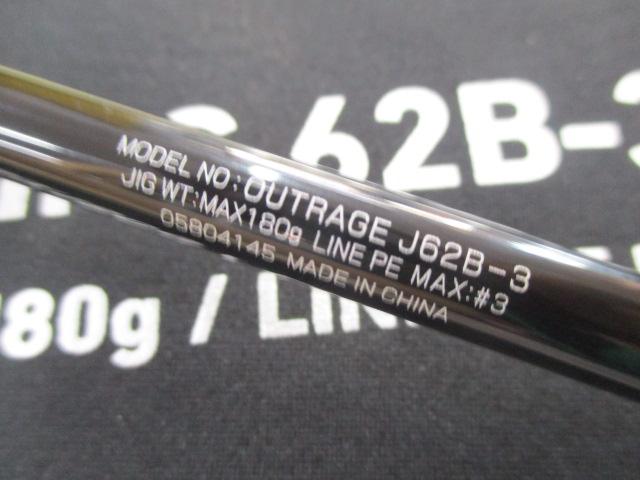 62B-3
MODEL NO: OUTRAGE J62B-3
JIG WT:MAX180g LINE PE MAX:#3
05804145 MADE IN CHINA
80g / LIN